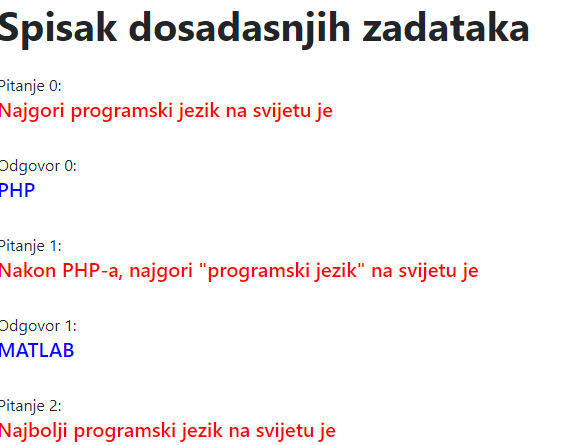 Spisak dosadasnjih zadataka
Pitanje 0:
Najgori programski jezik na svijetu je
Odgovor 0:
PHP
Pitanje 1:
Nakon PHP-a, najgori "programski jezik" na svijetu je
Odgovor 1:
MATLAB
Pitanje 2:
Najbolji programski jezik na svijetu je